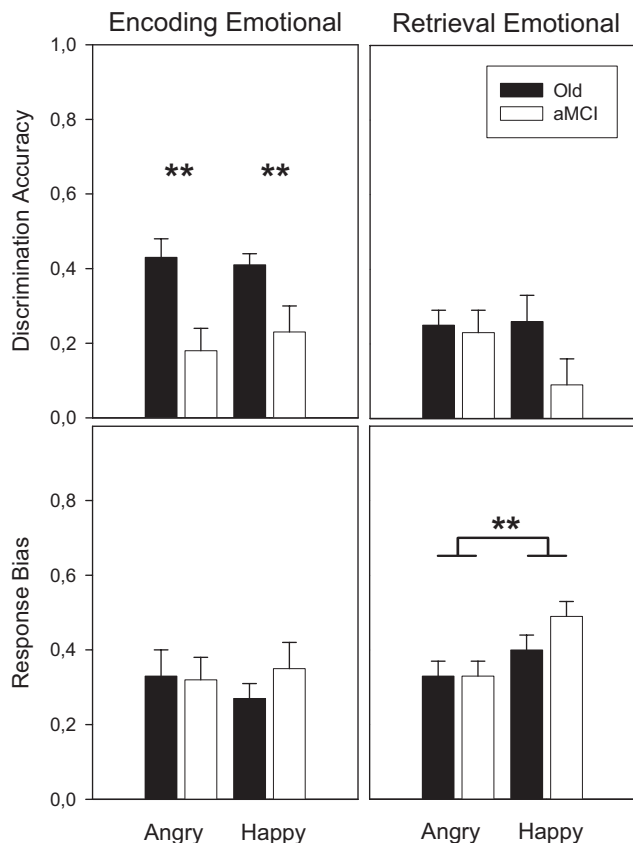 Encoding Emotional
Retrieval Emotional
Discrimination Accuracy
1,0
0,8
0,6
0,4
0,2
0,0
** **
Old
aMCI
Response Bias
0,8
0,6
0,4
0,2
0,0
**
Angry Happy
Angry Happy